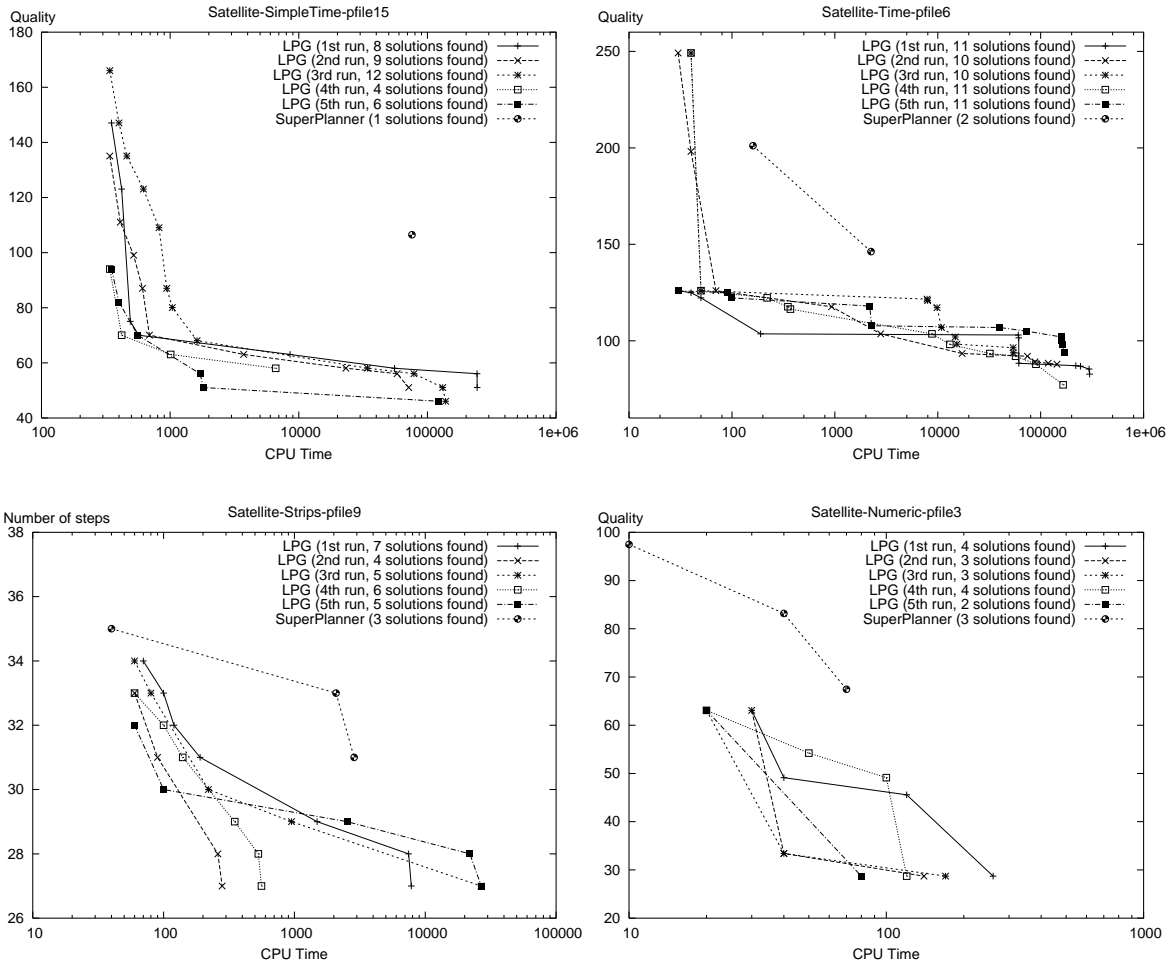 Satellite-SimpleTime-pfile15
Quality
180
160
140
120
100
80
60
40
100
1000
10000
100000
1e+06
CPU Time
LPG (1st run, 8 solutions found)
LPG (2nd run, 9 solutions found)
LPG (3rd run, 12 solutions found)
LPG (4th run, 4 solutions found)
LPG (5th run, 6 solutions found)
SuperPlanner (1 solutions found)
Satellite-Time-pfile6
Quality
250
200
150
100
10
100
1000
10000
100000
1e+06
CPU Time
LPG (1st run, 11 solutions found)
LPG (2nd run, 10 solutions found)
LPG (3rd run, 10 solutions found)
LPG (4th run, 11 solutions found)
LPG (5th run, 11 solutions found)
SuperPlanner (2 solutions found)
Satellite-Strips-pfile9
Number of steps
38
36
34
32
30
28
26
10
100
1000
10000
100000
CPU Time
LPG (1st run, 7 solutions found)
LPG (2nd run, 4 solutions found)
LPG (3rd run, 5 solutions found)
LPG (4th run, 6 solutions found)
LPG (5th run, 5 solutions found)
SuperPlanner (3 solutions found)
Satellite-Numeric-pfile3
Quality
100
90
80
70
60
50
40
30
20
10
100
1000
CPU Time
LPG (1st run, 4 solutions found)
LPG (2nd run, 3 solutions found)
LPG (3rd run, 3 solutions found)
LPG (4th run, 4 solutions found)
LPG (5th run, 2 solutions found)
SuperPlanner (3 solutions found)